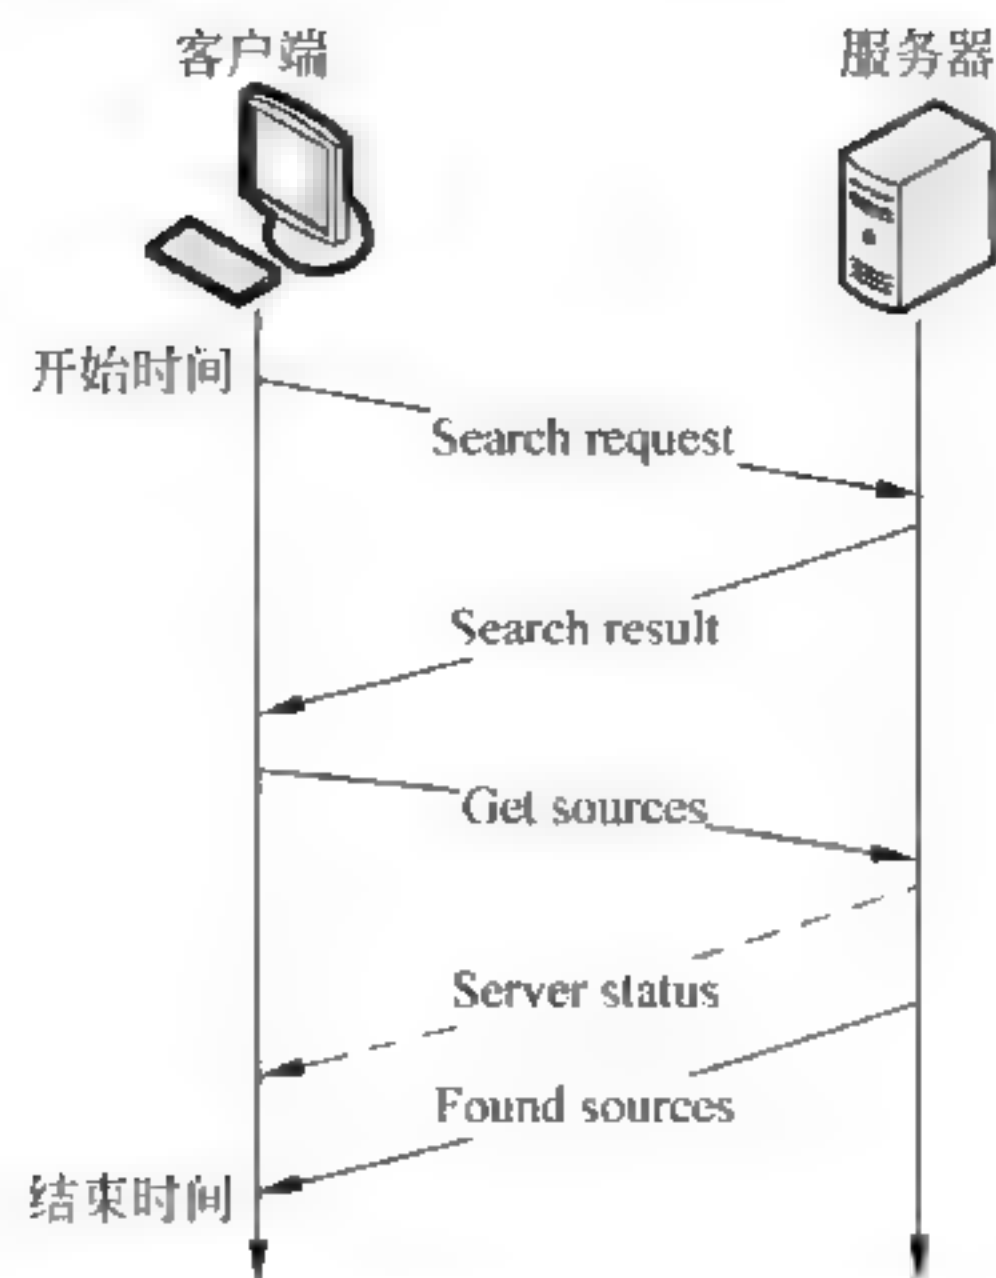 客户端
服务器
开始时间
Search request
Search result
Get sources
Server status
Found sources
结束时间